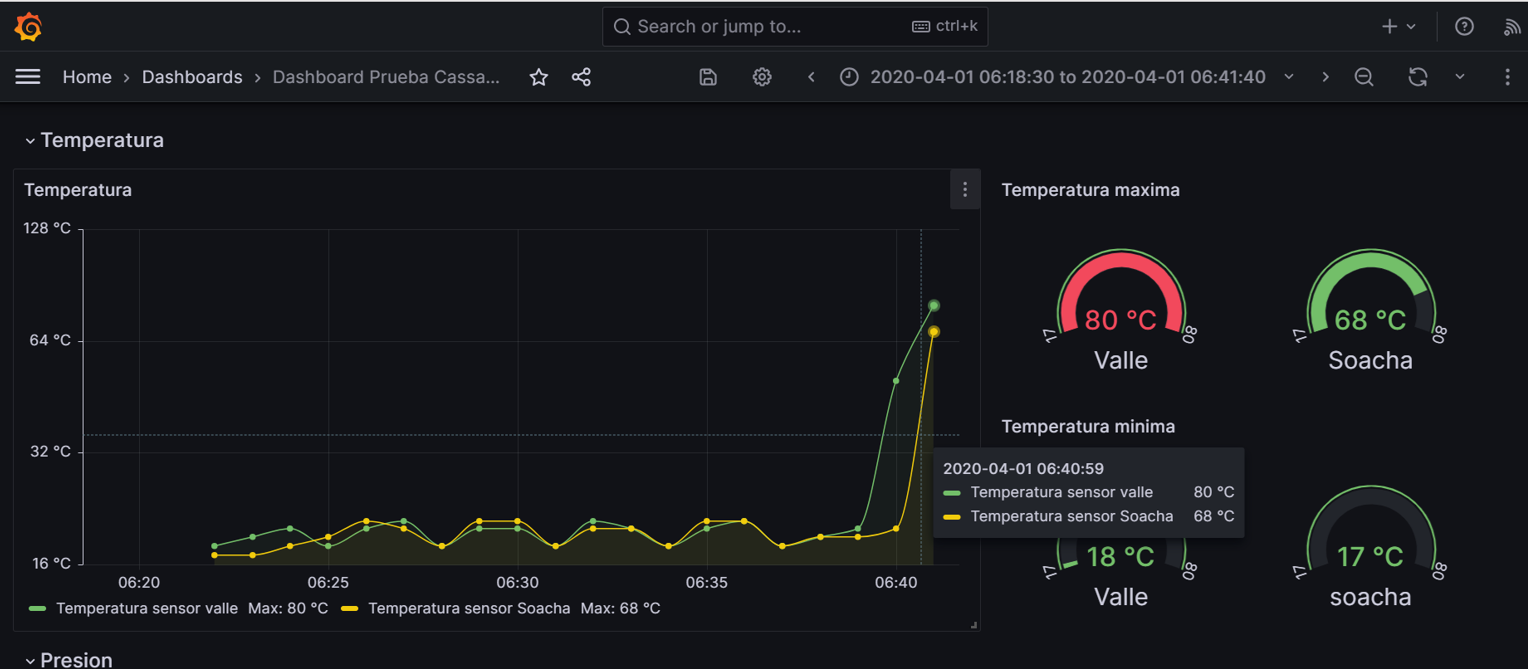 Search or jump to... ctrl+k
Home › Dashboards › Dashboard Prueba Cassa... 2020-04-01 06:18:30 to 2020-04-01 06:41:40
Temperatura
Temperatura
128 °C
64 °C
32 °C
16 °C
06:20 06:25 06:30 06:35 06:40
Temperatura sensor valle Max: 80 °C Temperatura sensor Soacha Max: 68 °C
Temperatura maxima
80 °C
17 80
Valle
68 °C
17 80
Soacha
Temperatura minima
2020-04-01 06:40:59
Temperatura sensor valle 80 °C
Temperatura sensor Soacha 68 °C
18 °C
17 80
Valle
17 °C
17 80
soacha
Presion